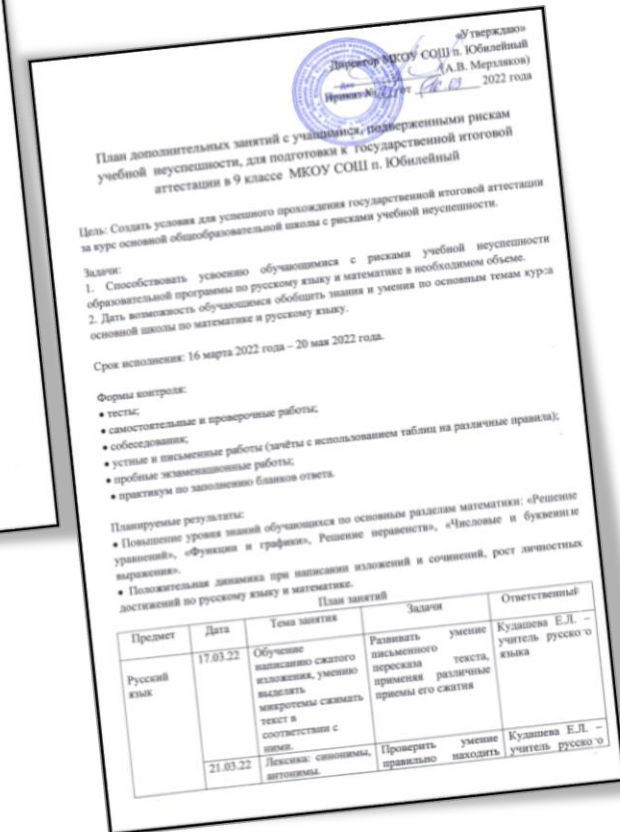 «Утверждаю»
Директор МКОУ СОШ п. Юбилейный
(А.В. Мерзляков)
Приказ № от 03 2022 года
План дополнительных занятий с учащимися, подверженными рискам
учебной неуспешности, для подготовки к государственной итоговой
аттестации в 9 классе МКОУ СОШ п. Юбилейный
Цель: Создать условия для успешного прохождения государственной итоговой аттестации
за курс основной общеобразовательной школы с рисками учебной неуспешности.
Задачи:
1. Способствовать усвоению обучающимися с рисками учебной неуспешности
образовательной программы по русскому языку и математике в необходимом объеме.
2. Дать возможность обучающимся обобщить знания и умения по основным темам курса
основной школы по математике и русскому языку.
Срок исполнения: 16 марта 2022 года – 20 мая 2022 года.
Формы контроля:
• тесты;
• самостоятельные и проверочные работы;
• собеседования;
• устные и письменные работы (зачёты с использованием таблиц на различные правила);
• пробные экзаменационные работы;
• практикум по заполнению бланков ответа.
Планируемые результаты:
• Повышение уровня знаний обучающихся по основным разделам математики: «Решение
уравнений», «Функции и графики», Решение неравенств», «Числовые и буквенные
выражения».
• Положительная динамика при написании изложений и сочинений, рост личностных
достижений по русскому языку и математике.
План занятий
Предмет Дата Тема занятия Задачи Ответственный
Русский
язык
17.03.22
Обучение
написанию сжатого
изложения, умению
выделять
микротемы сжимать
текст в
соответствии с
ними.
Развивать умение
письменного
пересказа текста,
применяя различные
приемы его сжатия
Кудашева Е.Л. –
учитель русского
языка
21.03.22
Лексика: синонимы,
антонимы.
Проверить умение
правильно находить
Кудашева Е.Л. –
учитель русского